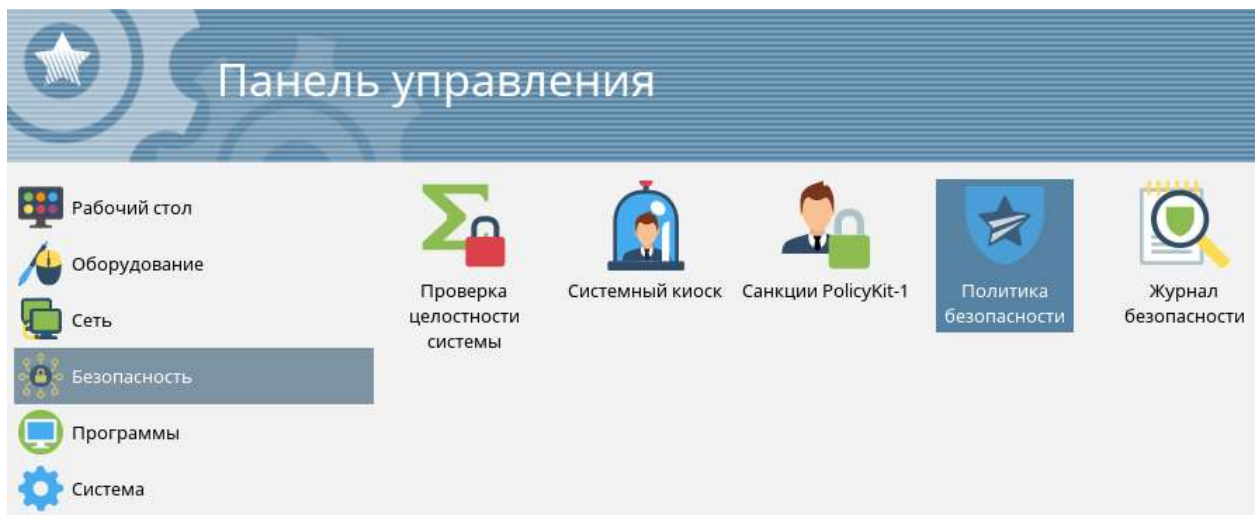 Панель управления
Рабочий стол
Оборудование
Сеть
Безопасность
Программы
Система
Проверка
целостности
системы
Системный киоск
Санкции PolicyKit-1
Политика
безопасности
Журнал
безопасности